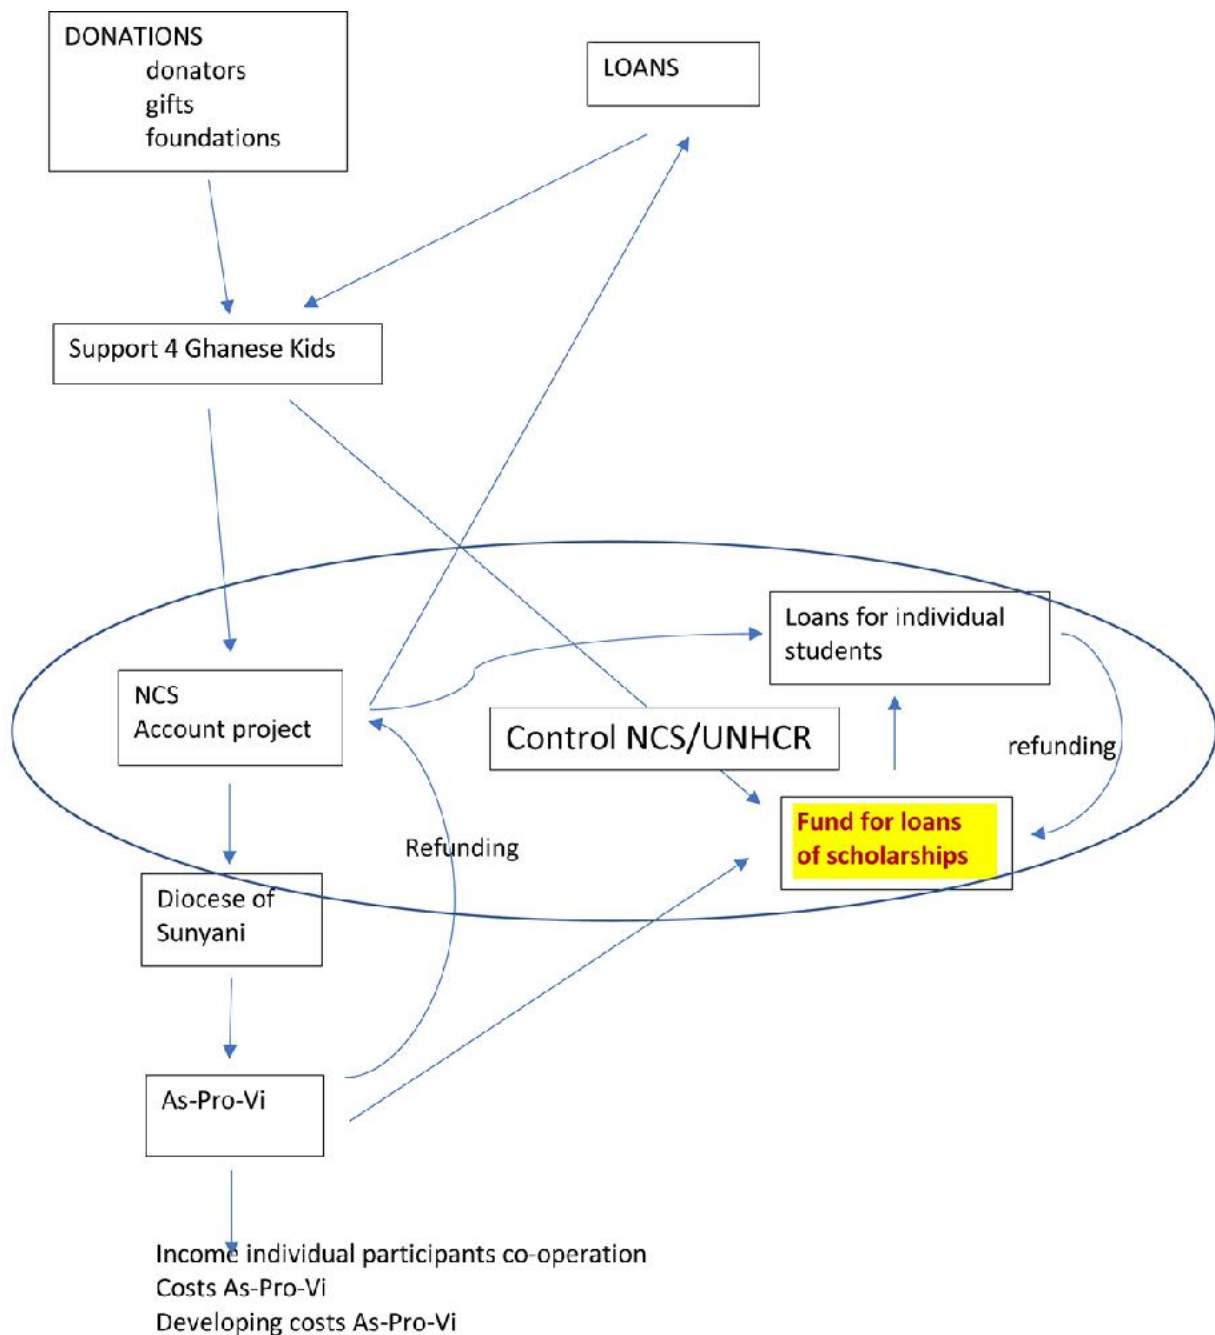 DONATIONS
donators
gifts
foundations
LOANS
Support 4 Ghanese Kids
Loans for individual
students
NCS
Account project
Control NCS/UNHCR
refunding
Fund for loans
of scholarships
Refunding
Diocese of
Sunyani
As-Pro-Vi
Income individual participants co-operation
Costs As-Pro-Vi
Developing costs As-Pro-Vi